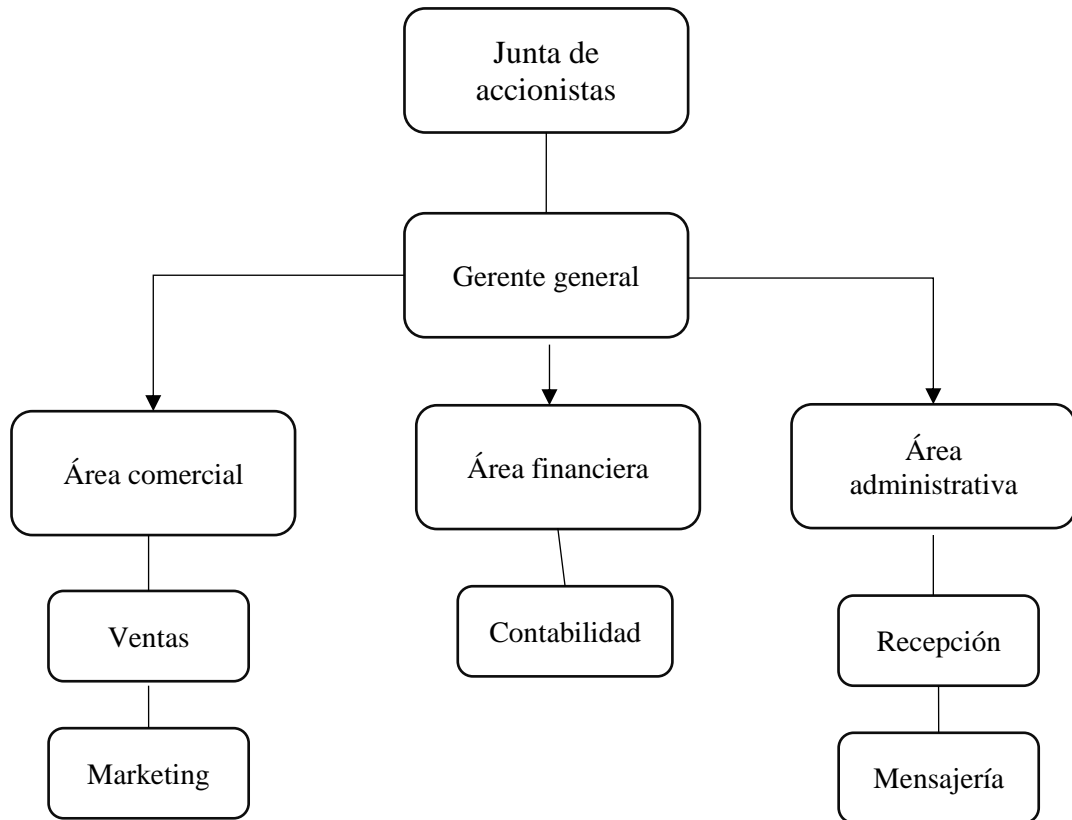 Junta de
accionistas
Gerente general
Área comercial
Área financiera
Área
administrativa
Ventas
Contabilidad
Recepción
Marketing
Mensajería